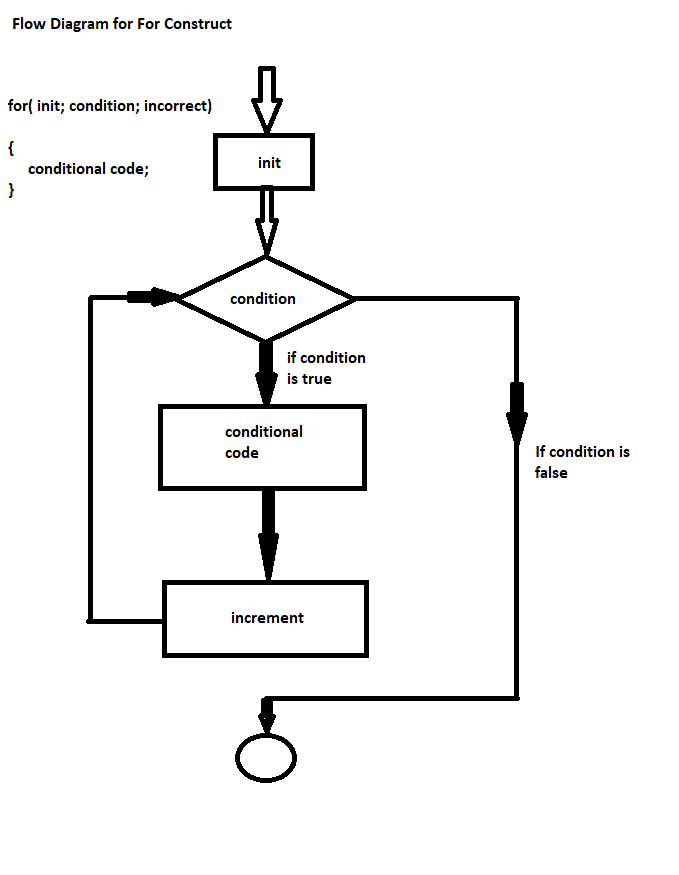 Flow Diagram for For Construct
for( init; condition; incorrect)
{
conditional code;
}
init
condition
if condition
is true
conditional
code
If condition is
false
increment